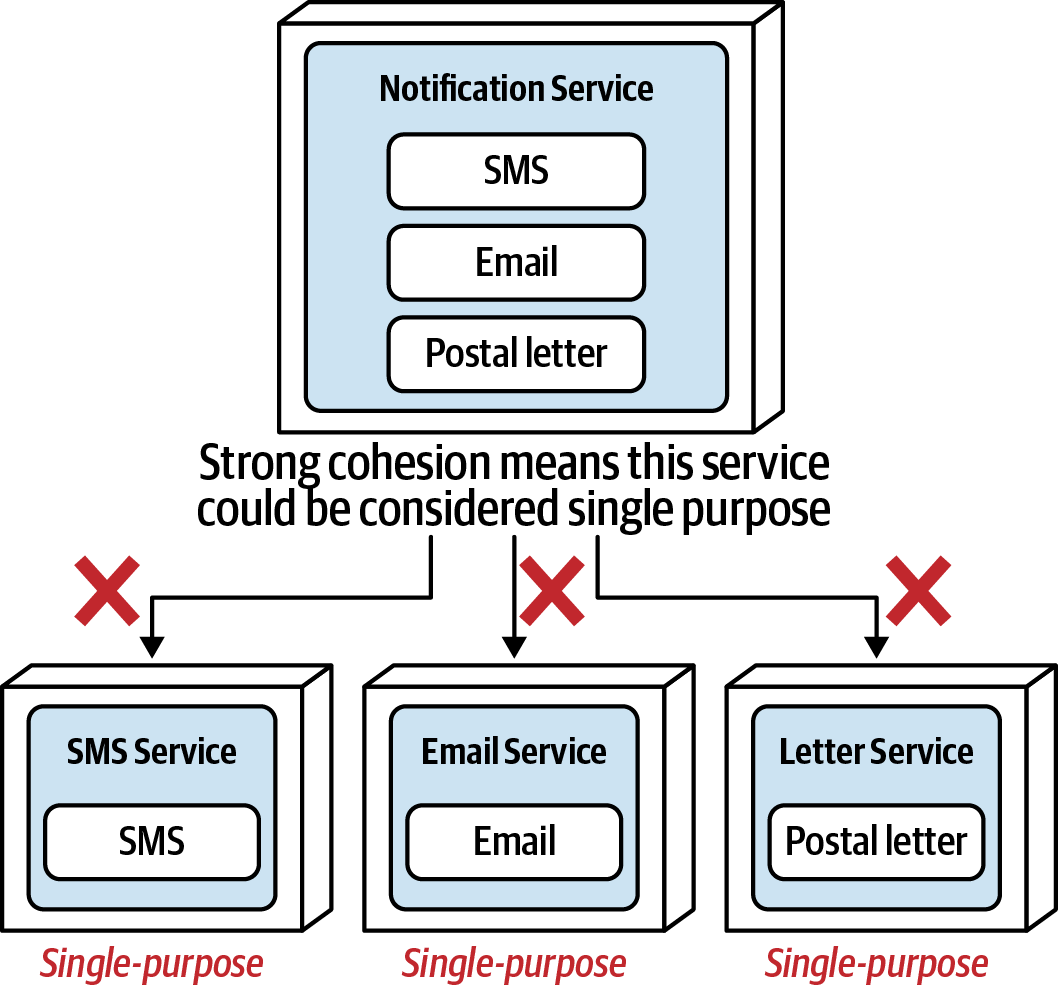 Notification Service
SMS
Email
Postal letter
Strong cohesion means this service
could be considered single purpose
SMS Service
SMS
Single-purpose
Email Service
Email
Single-purpose
Letter Service
Postal letter
Single-purpose